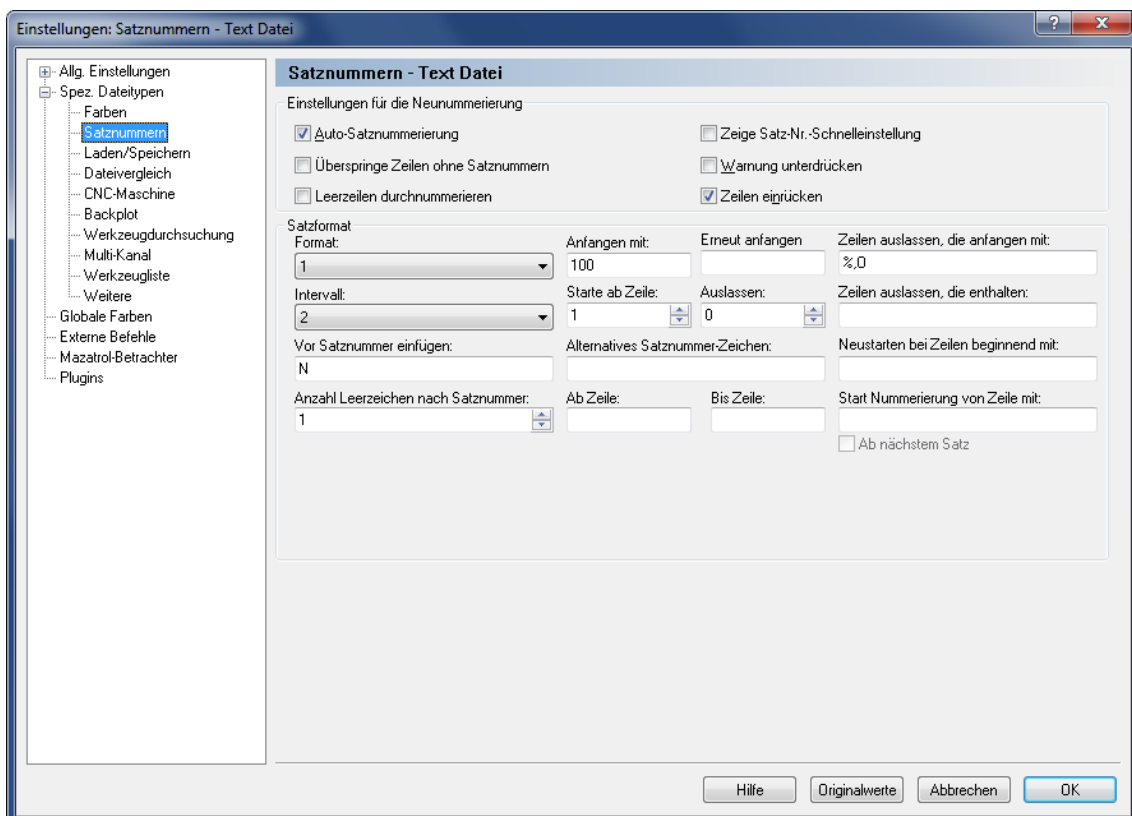 Einstellungen: Satznummern - Text Datei
?
X
Allg. Einstellungen
Spez. Dateitypen
Farben
Satznummern
Laden/Speichern
Dateivergleich
CNC-Maschine
Backplot
Werkzeugdurchsuchung
Multi-Kanal
Werkzeugliste
Weitere
Globale Farben
Externe Befehle
Mazatrol-Betrachter
Plugins
Satznummern - Text Datei
Einstellungen für die Neunummerierung
Auto-Satznummerierung
Zeige Satz-Nr.-Schnelleinstellung
Überspringe Zeilen ohne Satznummern
Warnung unterdrücken
Leerzeilen durchnummerieren
Zeilen einrücken
Satzformat
Format:
Anfangen mit:
Erneut anfangen
Zeilen auslassen, die anfangen mit:
1
100
%,O
Intervall:
Starte ab Zeile:
Auslassen:
Zeilen auslassen, die enthalten:
2
1
0
Vor Satznummer einfügen:
Alternatives Satznummer-Zeichen:
Neustarten bei Zeilen beginnend mit:
N
Anzahl Leerzeichen nach Satznummer:
Ab Zeile:
Bis Zeile:
Start Nummerierung von Zeile mit:
1
Ab nächstem Satz
Hilfe
Originalwerte
Abbrechen
OK